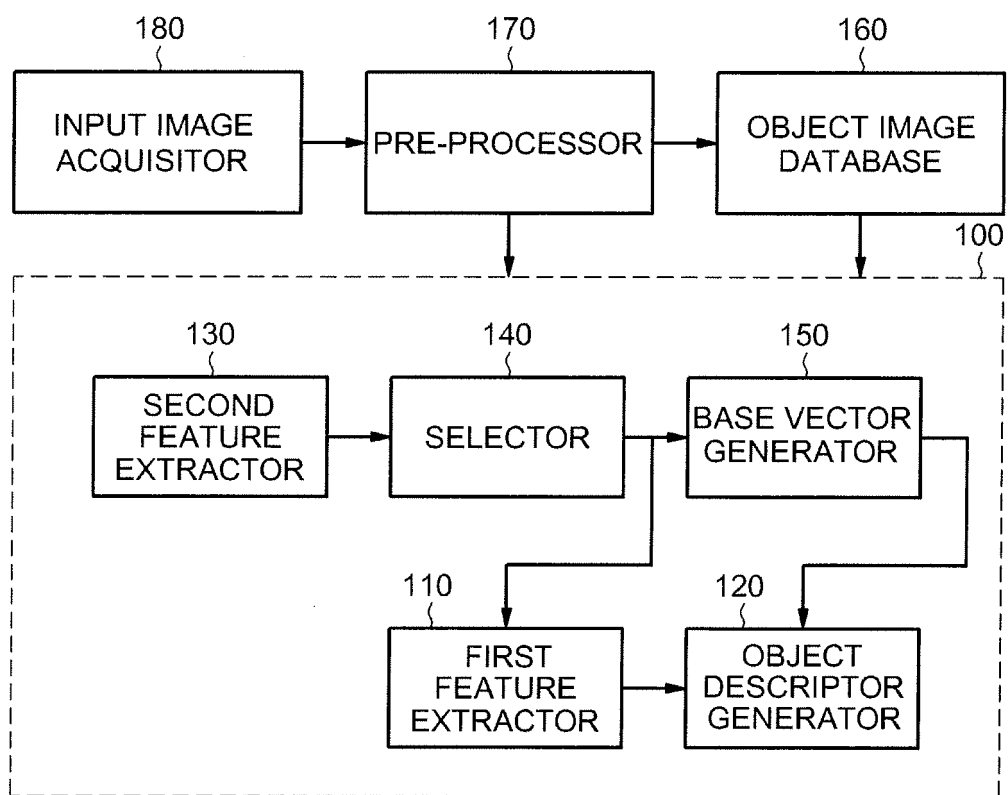 180
170
160
INPUT IMAGE
ACQUISITOR
PRE-PROCESSOR
OBJECT IMAGE
DATABASE
100
130
140
150
SECOND
FEATURE
EXTRACTOR
SELECTOR
BASE VECTOR
GENERATOR
110
120
FIRST
FEATURE
EXTRACTOR
OBJECT
DESCRIPTOR
GENERATOR